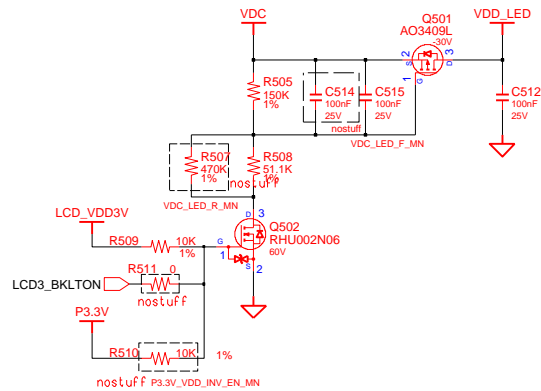 VDC
Q501
AO3409L
-30V
VDD_LED
2
3
S
D
1
G
R505
150K
1%
C514
100nF
25V
nostuff
C515
100nF
25V
C512
100nF
25V
VDC_LED_F_MN
R507
470K
1%
nostuff
R508
51.1K
1%
VDC_LED_R_MN
D
3
Q502
RHU002N06
60V
G
1
S
2
LCD_VDD3V
R509
10K
1%
R511
0
LCD3_BKLTON
nostuff
P3.3V
R510
10K
1%
nostuff
P3.3V_VDD_INV_EN_MN